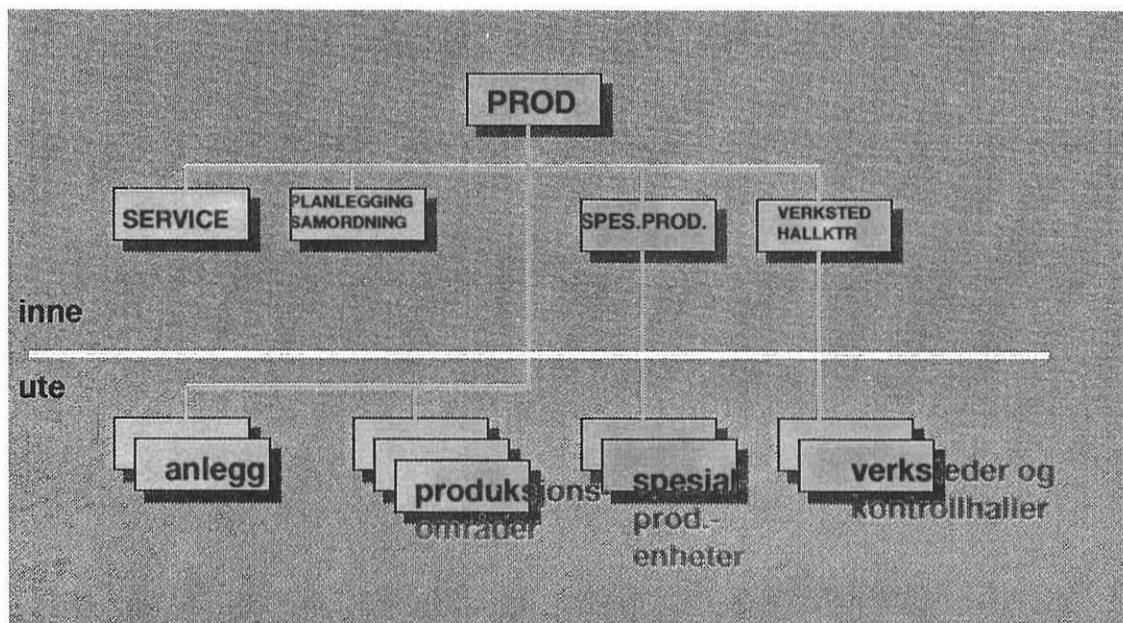 PROD
SERVICE
PLANLEGGING
SAMORDNING
SPES.PROD.
VERKSTED
HALLKTR
inne
ute
anlegg
produksjons-
områder
spesial
prod.-
enheter
verksteder og
kontrollhaller